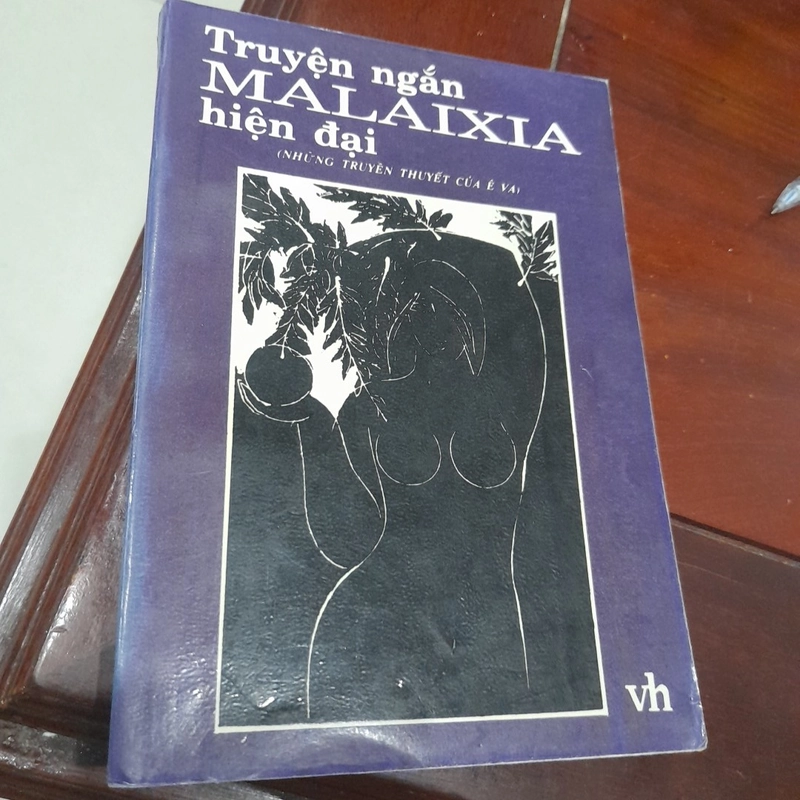 Truyện ngắn
MALAIXIA
hiện đại
(NHỮNG TRUYỀN THUYẾT CỦA Ê VA)
vh